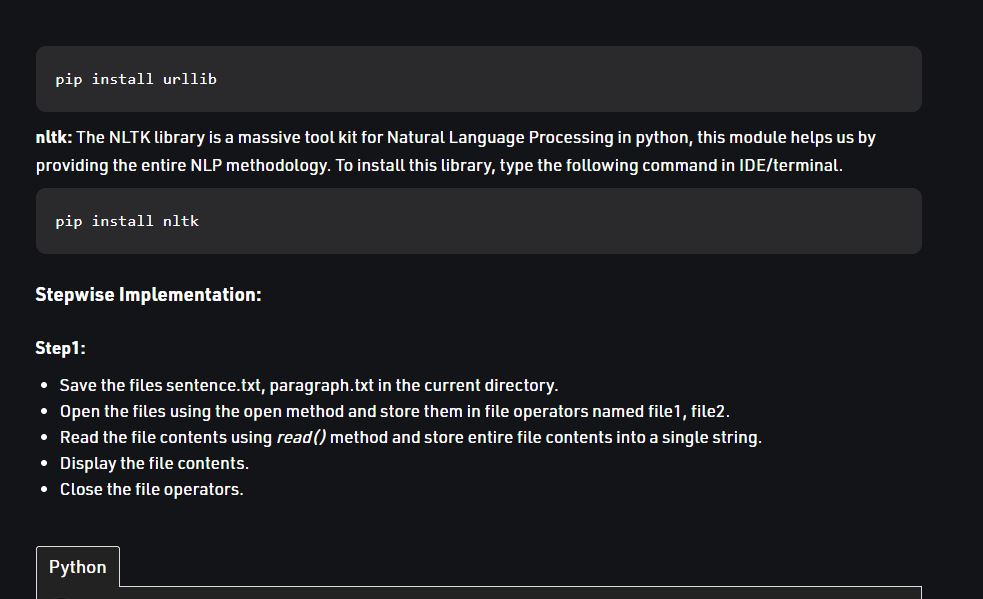 pip install urllib
nltk: The NLTK library is a massive tool kit for Natural Language Processing in python, this module helps us by
providing the entire NLP methodology. To install this library, type the following command in IDE/terminal.
pip install nltk
Stepwise Implementation:
Step1:
• Save the files sentence.txt, paragraph.txt in the current directory.
• Open the files using the open method and store them in file operators named file1, file2.
• Read the file contents using read() method and store entire file contents into a single string.
• Display the file contents.
• Close the file operators.
Python